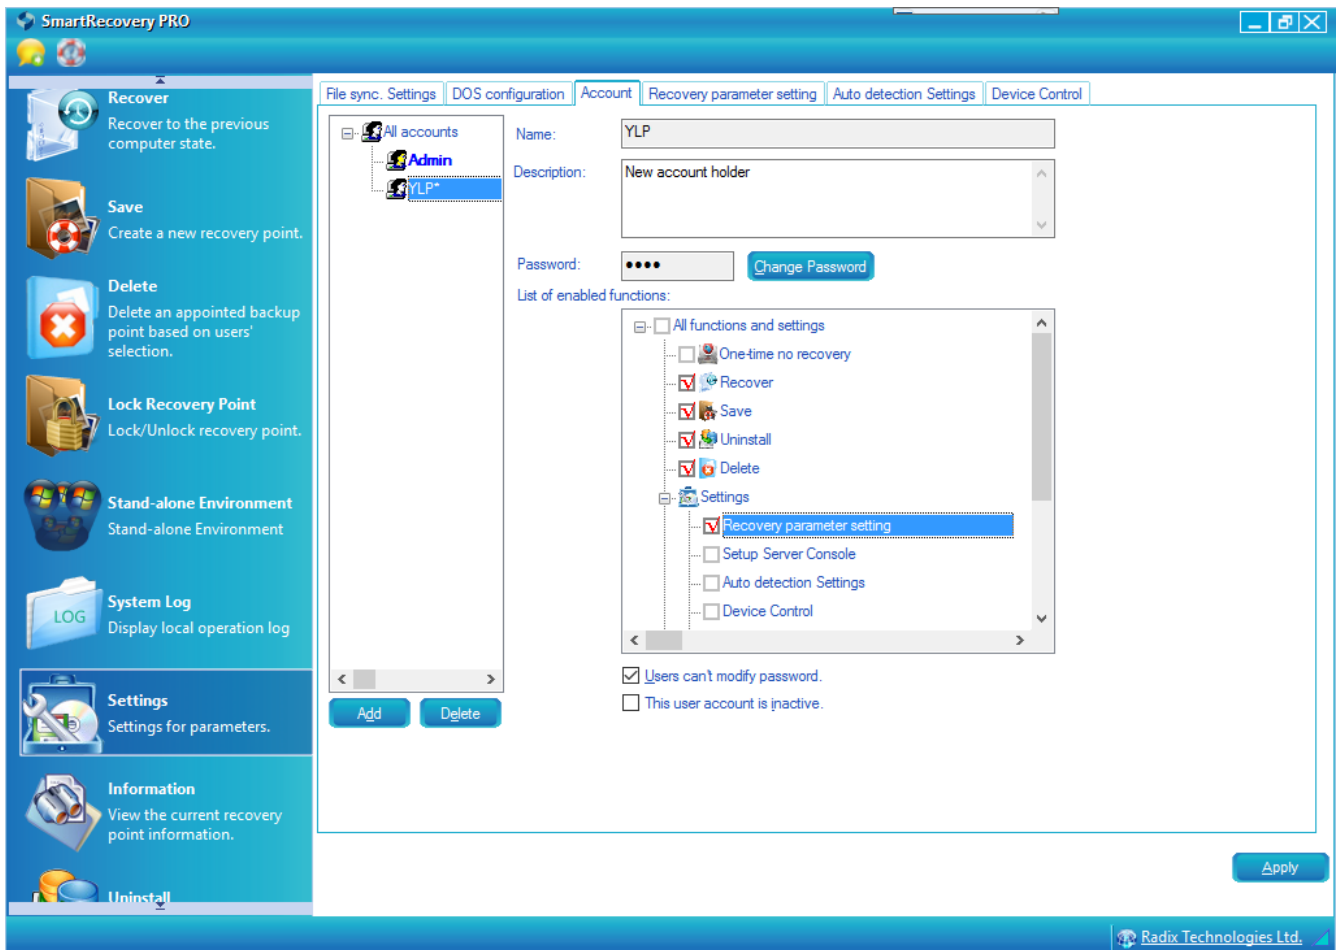 SmartRecovery PRO
Recover
Recover to the previous
computer state.
Save
Create a new recovery point.
Delete
Delete an appointed backup
point based on users'
selection.
Lock Recovery Point
Lock/Unlock recovery point.
Stand-alone Environment
Stand-alone Environment
LOG
System Log
Display local operation log
Settings
Settings for parameters.
Information
View the current recovery
point information.
Uninstall
File sync. Settings
DOS configuration
Account
Recovery parameter setting
Auto detection Settings
Device Control
All accounts
Admin
YLP*
Add
Delete
Name:
YLP
Description:
New account holder
Password:
••••
Change Password
List of enabled functions:
All functions and settings
One-time no recovery
Recover
Save
Uninstall
Delete
Settings
Recovery parameter setting
Setup Server Console
Auto detection Settings
Device Control
Users can't modify password.
This user account is inactive.
Apply
Radix Technologies Ltd.